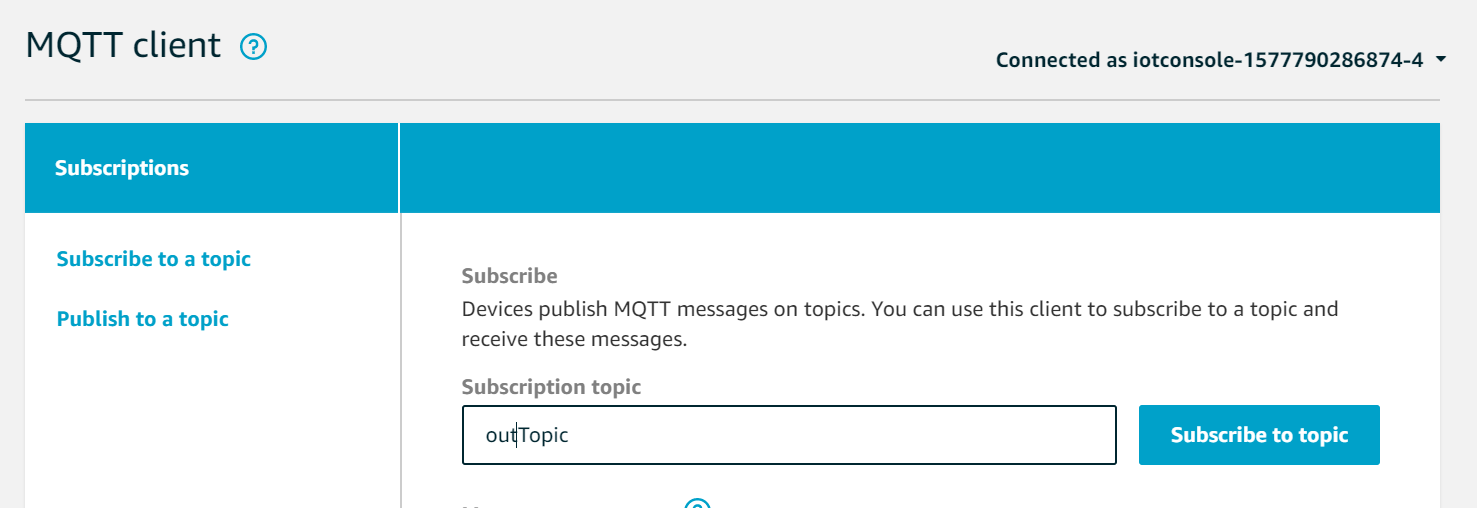 MQTT client ?
Connected as iotconsole-1577790286874-4
Subscriptions
Subscribe to a topic
Publish to a topic
Subscribe
Devices publish MQTT messages on topics. You can use this client to subscribe to a topic and
receive these messages.
Subscription topic
outTopic
Subscribe to topic